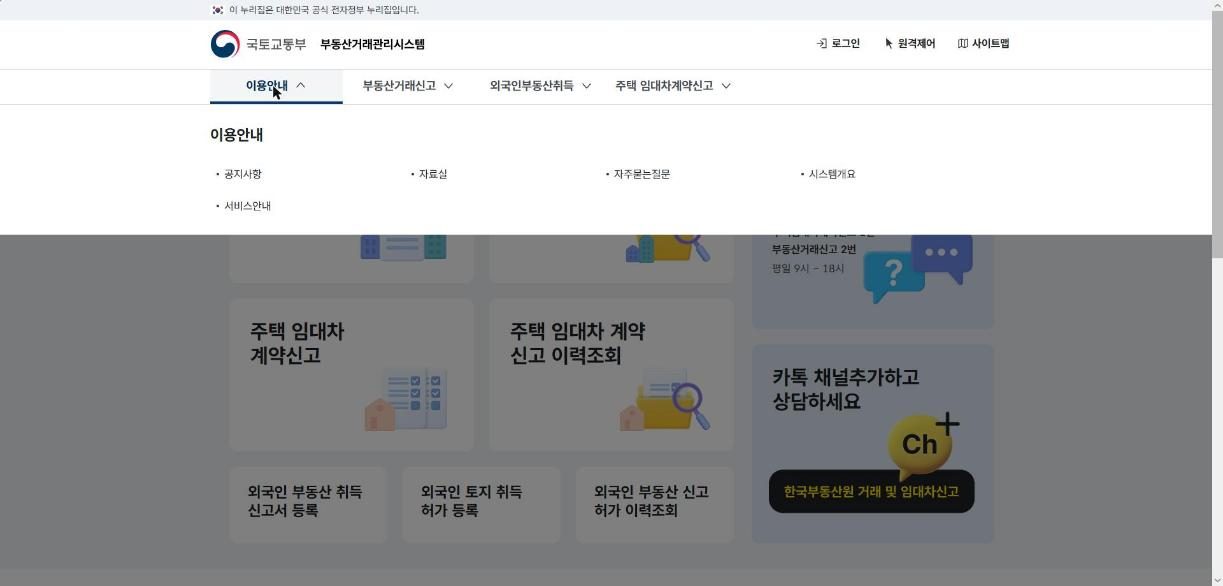 이 누리집은 대한민국 공식 전자정부 누리집입니다.
국토교통부 부동산거래관리시스템
로그인 원격제어 사이트맵
이용안내 부동산거래신고 외국인부동산취득 주택 임대차계약신고
이용안내
• 공지사항 • 자료실 • 자주묻는질문 • 시스템개요
• 서비스안내
부동산거래신고 2번
평일 9시 ~ 18시
?
주택 임대차
계약신고
주택 임대차 계약
신고 이력조회
카톡 채널추가하고
상담하세요
Ch+
한국부동산원 거래 및 임대차신고
외국인 부동산 취득
신고서 등록
외국인 토지 취득
허가 등록
외국인 부동산 신고
허가 이력조회